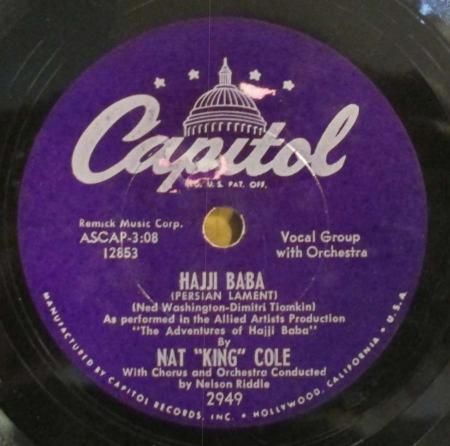 Capitol
REG. U. S. PAT. OFF.
Remick Music Corp.
ASCAP-3:08
12853
Vocal Group
with Orchestra
HAJJI BABA
(PERSIAN LAMENT)
(Ned Washington-Dimitri Tiomkin)
As performed in the Allied Artists Production
"The Adventures of Hajji Baba"
By
NAT "KING" COLE
With Chorus and Orchestra Conducted
by Nelson Riddle
2949
MANUFACTURED BY CAPITOL RECORDS, INC. • HOLLYWOOD, CALIFORNIA. • U.S.A.